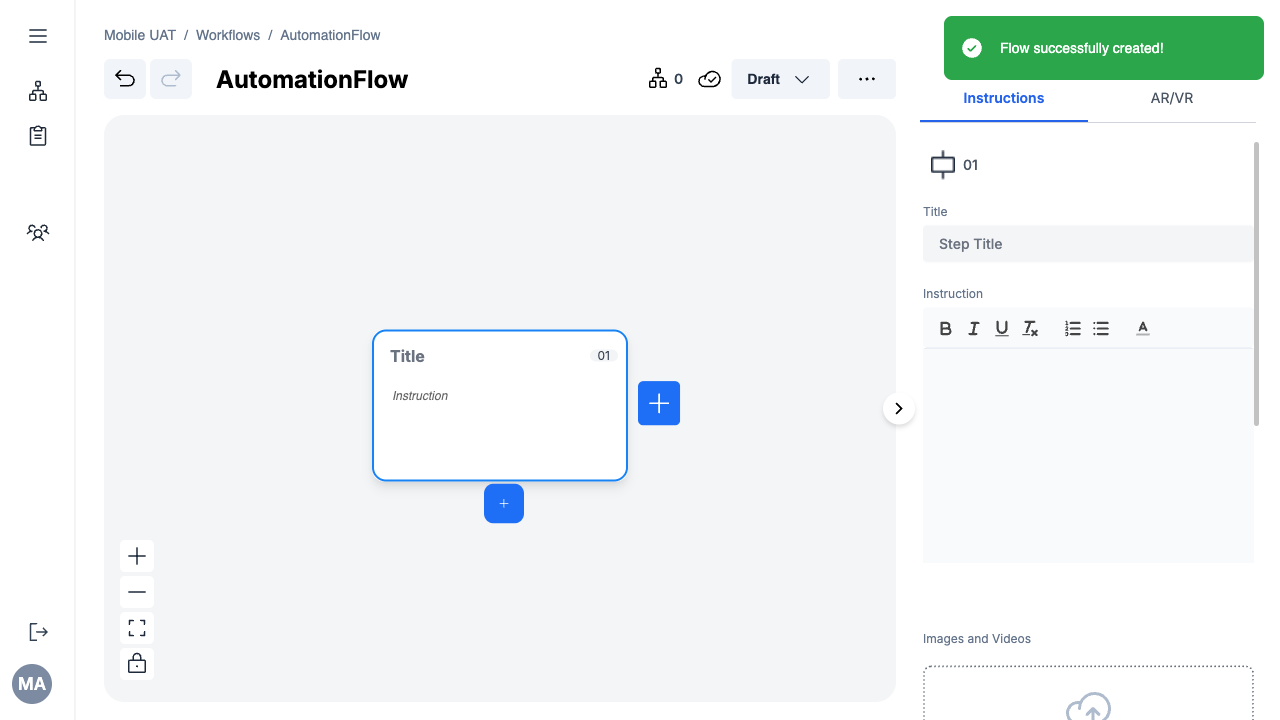 Mobile UAT / Workflows / AutomationFlow
Flow successfully created!
AutomationFlow
0
Draft
Instructions
AR/VR
01
Title
Step Title
Instruction
B I U Tx A
Title
01
Instruction
Images and Videos
MA